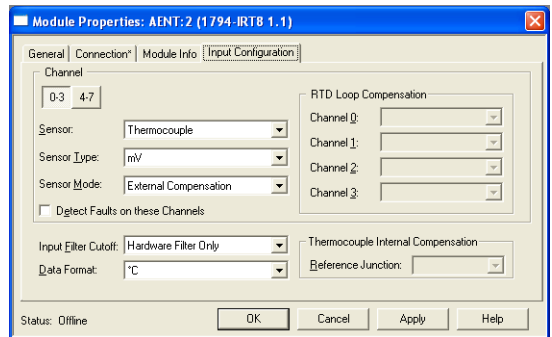 Module Properties: AENT:2 (1794-IRT8 1.1)
General Connection* Module Info Input Configuration
Channel
0-3 4-7
Sensor: Thermocouple
Sensor Type: mV
Sensor Mode: External Compensation
Detect Faults on these Channels
RTD Loop Compensation
Channel 0:
Channel 1:
Channel 2:
Channel 3:
Input Filter Cutoff: Hardware Filter Only
Data Format: °C
Thermocouple Internal Compensation
Reference Junction:
Status: Offline
OK Cancel Apply Help